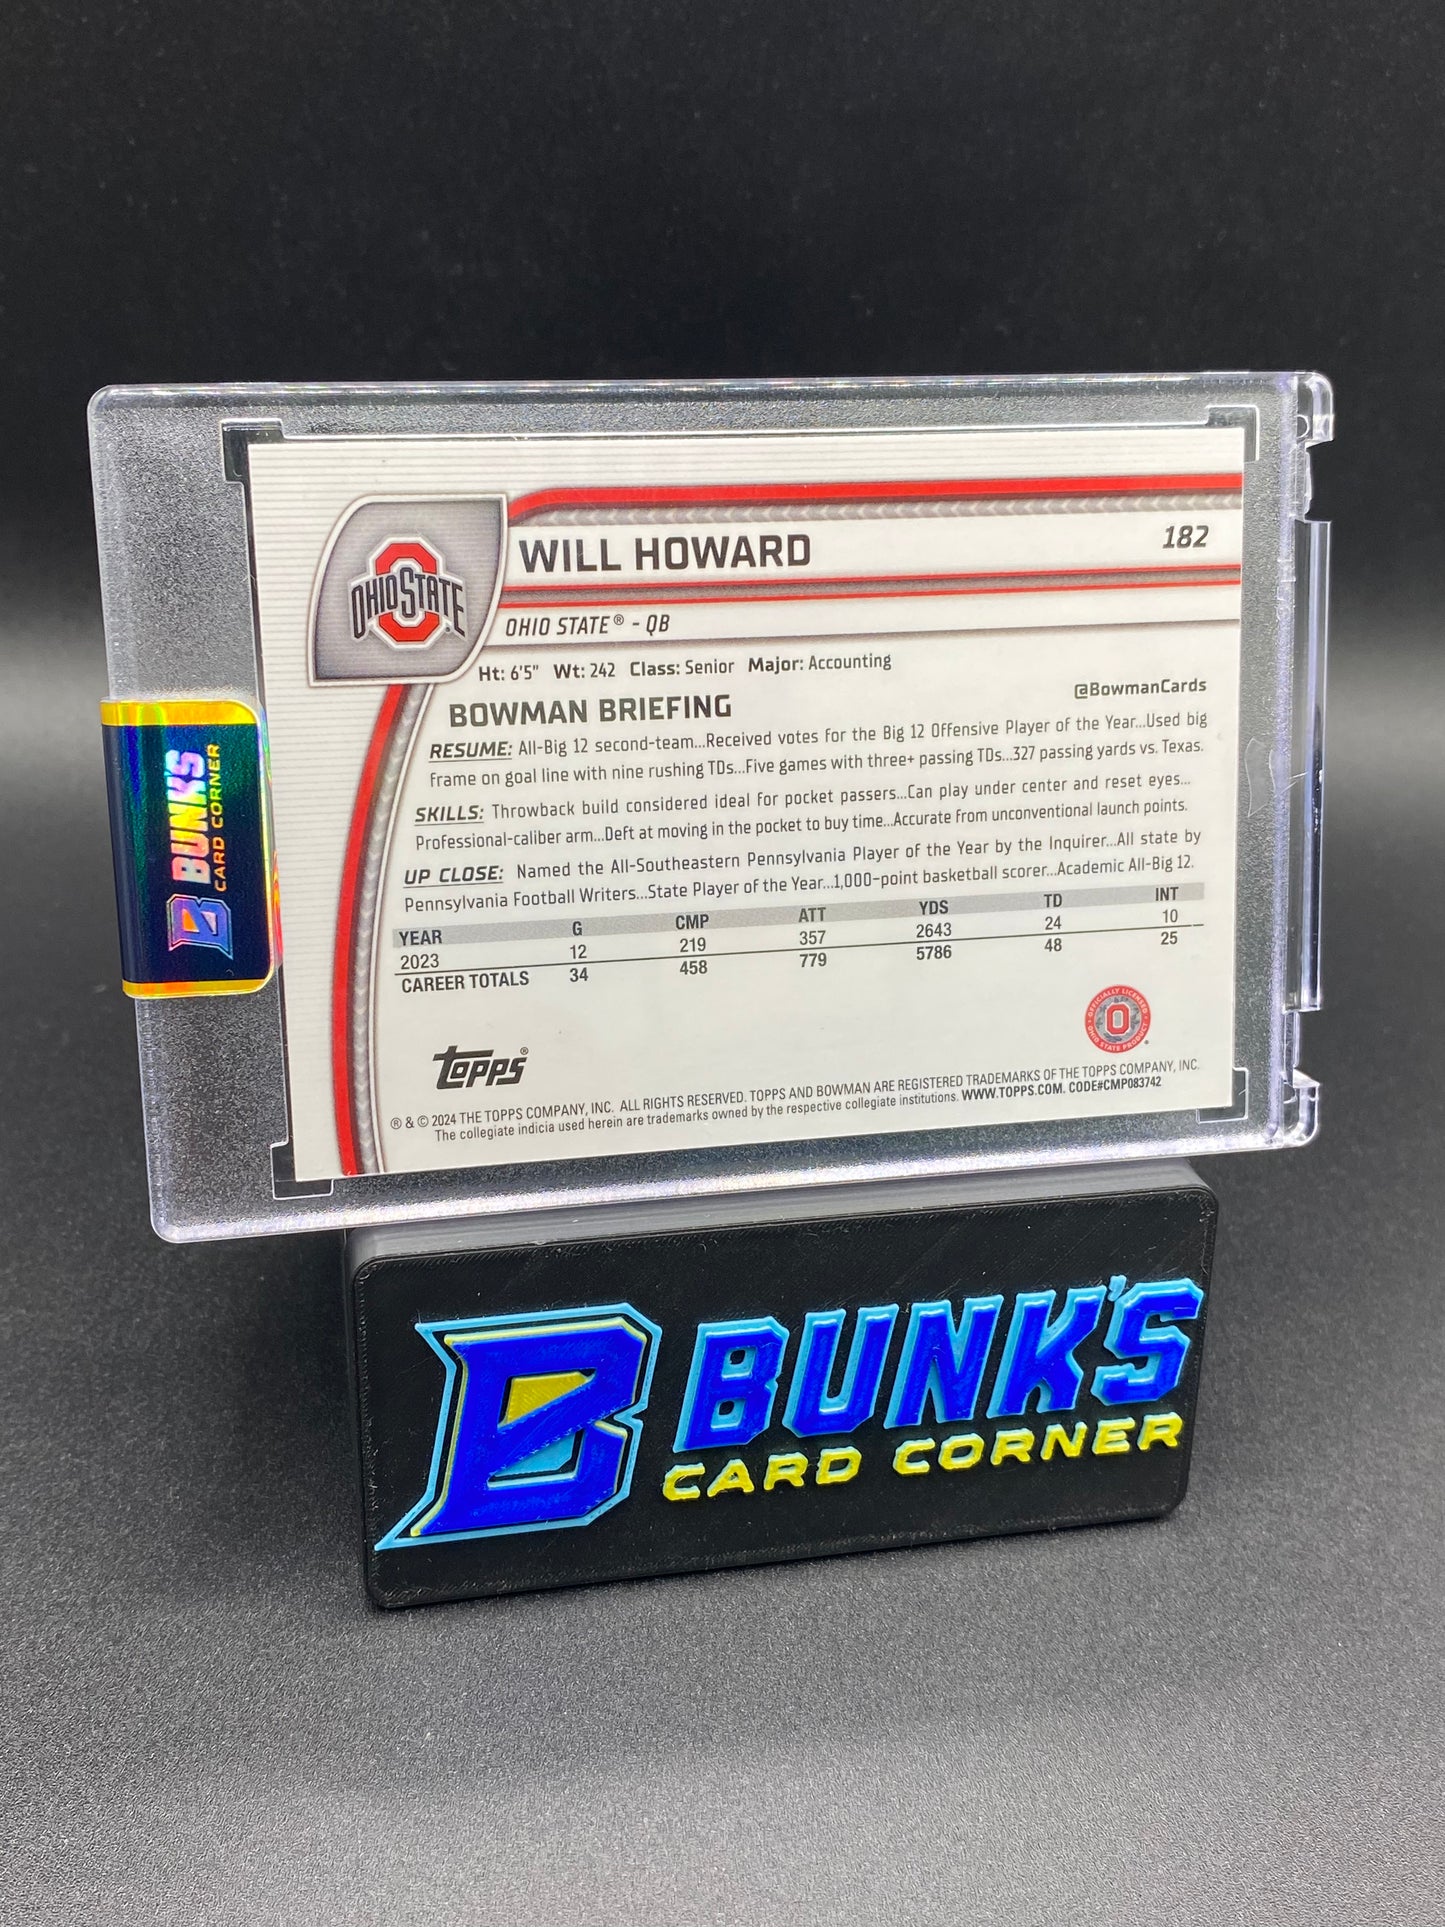 WILL HOWARD
182
OHIO STATE
OHIO STATE® - QB
Ht: 6'5" Wt: 242 Class: Senior Major: Accounting
BOWMAN BRIEFING
@BowmanCards
RESUME: All-Big 12 second-team...Received votes for the Big 12 Offensive Player of the Year...Used big
frame on goal line with nine rushing TDs...Five games with three+ passing TDs...327 passing yards vs. Texas.
SKILLS: Throwback build considered ideal for pocket passers...Can play under center and reset eyes...
Professional-caliber arm...Deft at moving in the pocket to buy time...Accurate from unconventional launch points.
UP CLOSE: Named the All-Southeastern Pennsylvania Player of the Year by the Inquirer...All state by
Pennsylvania Football Writers...State Player of the Year...1,000-point basketball scorer...Academic All-Big 12.
YEAR G CMP ATT YDS TD INT
2023 12 219 357 2643 24 10
CAREER TOTALS 34 458 779 5786 48 25
topps®
OFFICIALLY LICENSED
OHIO STATE PRODUCT
® & © 2024 THE TOPPS COMPANY, INC. ALL RIGHTS RESERVED. TOPPS AND BOWMAN ARE REGISTERED TRADEMARKS OF THE TOPPS COMPANY, INC.
The collegiate indicia used herein are trademarks owned by the respective collegiate institutions. WWW.TOPPS.COM. CODE#CMP083742
B BUNK'S
CARD CORNER
B BUNK'S
CARD CORNER